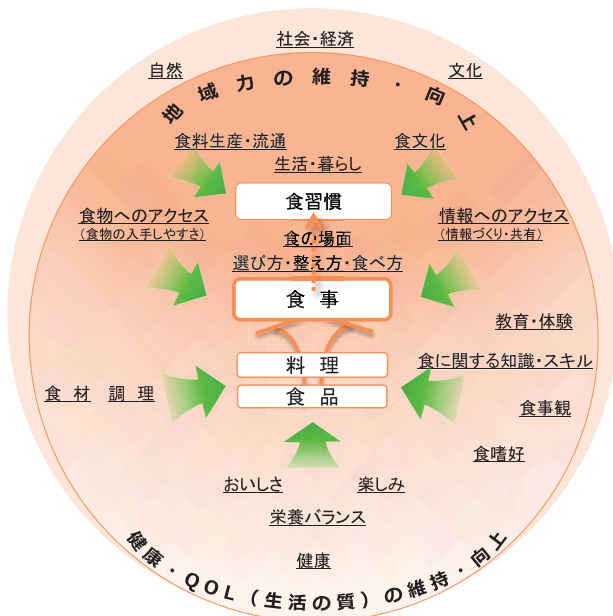 社会・経済
自然
文化
地域力の維持・向上
食料生産・流通
食文化
生活・暮らし
食習慣
食物へのアクセス
（食物の入手しやすさ）
情報へのアクセス
（情報づくり・共有）
食の場面
選び方・整え方・食べ方
食事
教育・体験
料理
食に関する知識・スキル
食材 調理
食品
食事観
食嗜好
おいしさ
楽しみ
栄養バランス
健康
健康・QOL（生活の質）の維持・向上